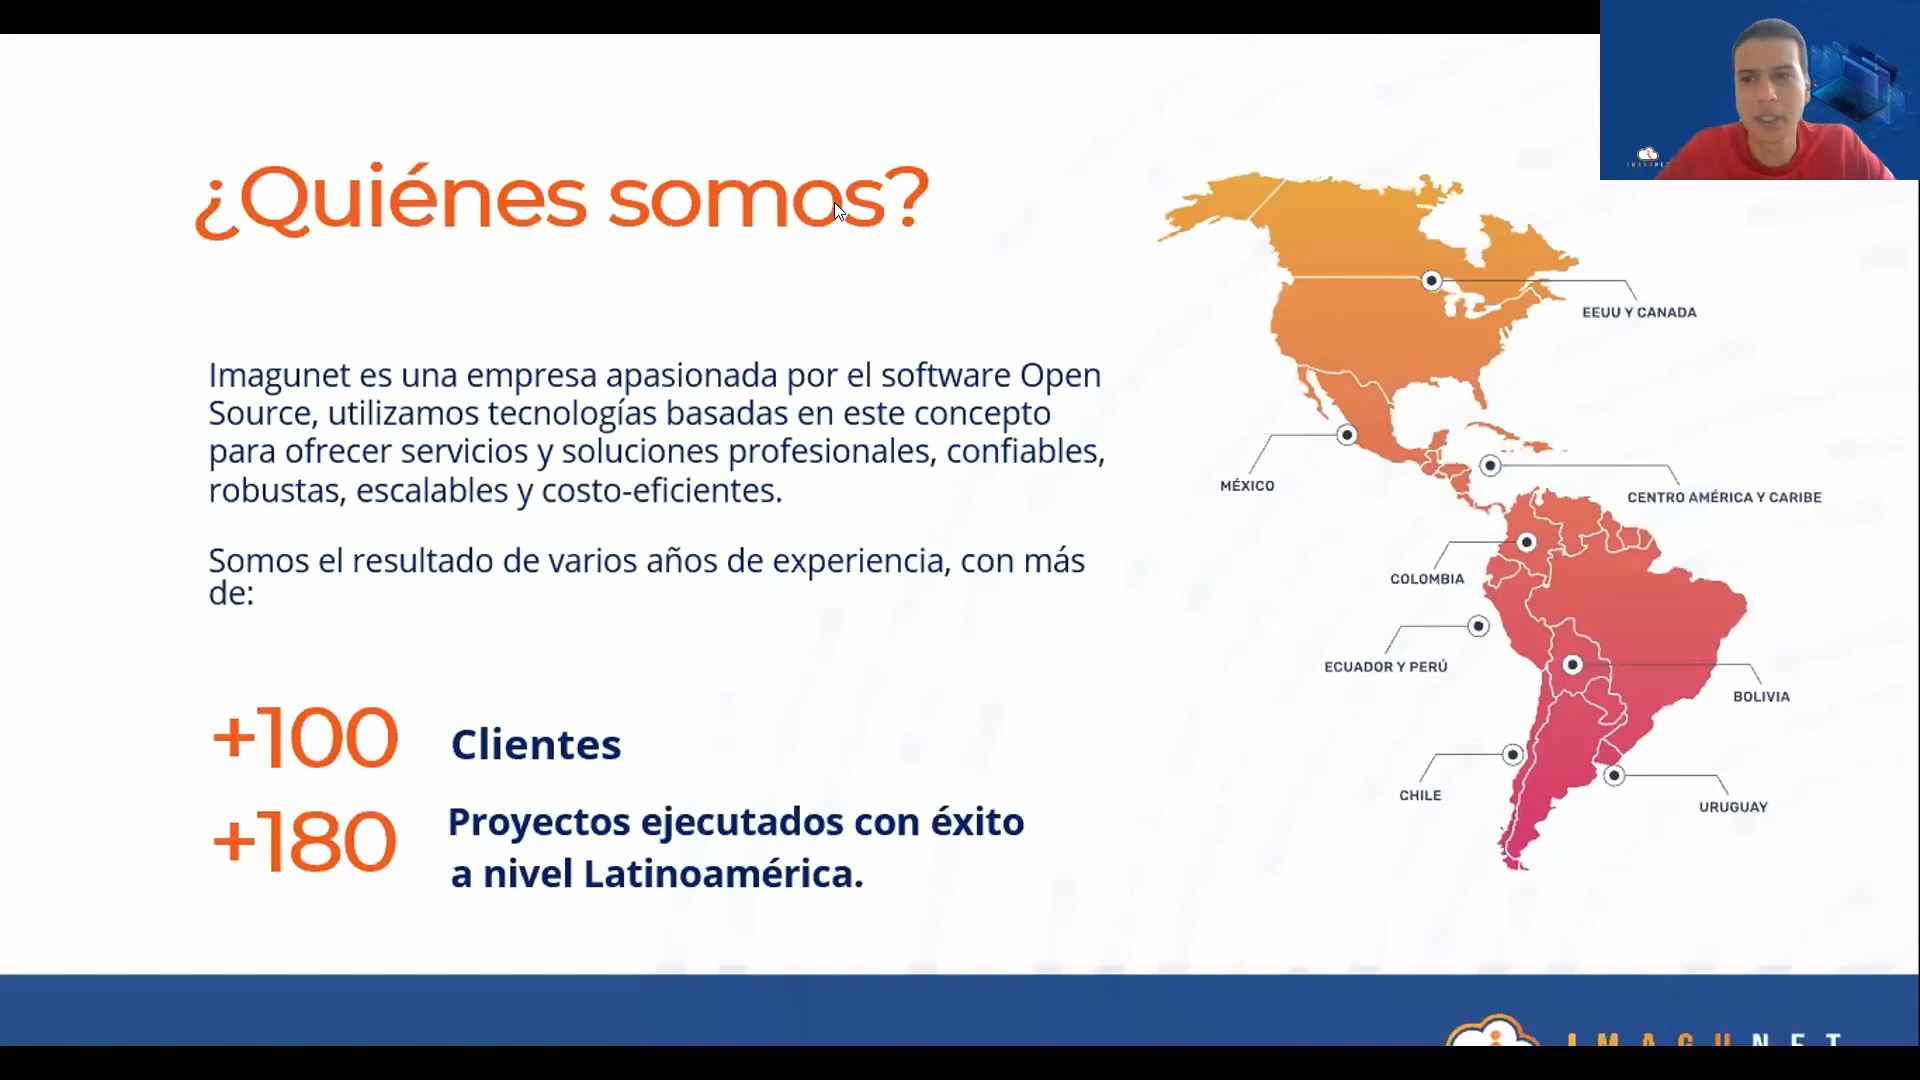 ¿Quiénes somos?
Imagunet es una empresa apasionada por el software Open
Source, utilizamos tecnologías basadas en este concepto
para ofrecer servicios y soluciones profesionales, confiables,
robustas, escalables y costo-eficientes.
Somos el resultado de varios años de experiencia, con más
de:
+100 Clientes
+180 Proyectos ejecutados con éxito
a nivel Latinoamérica.
EEUU Y CANADA
MÉXICO
CENTRO AMÉRICA Y CARIBE
COLOMBIA
ECUADOR Y PERÚ
BOLIVIA
CHILE
URUGUAY
IMAGUNET